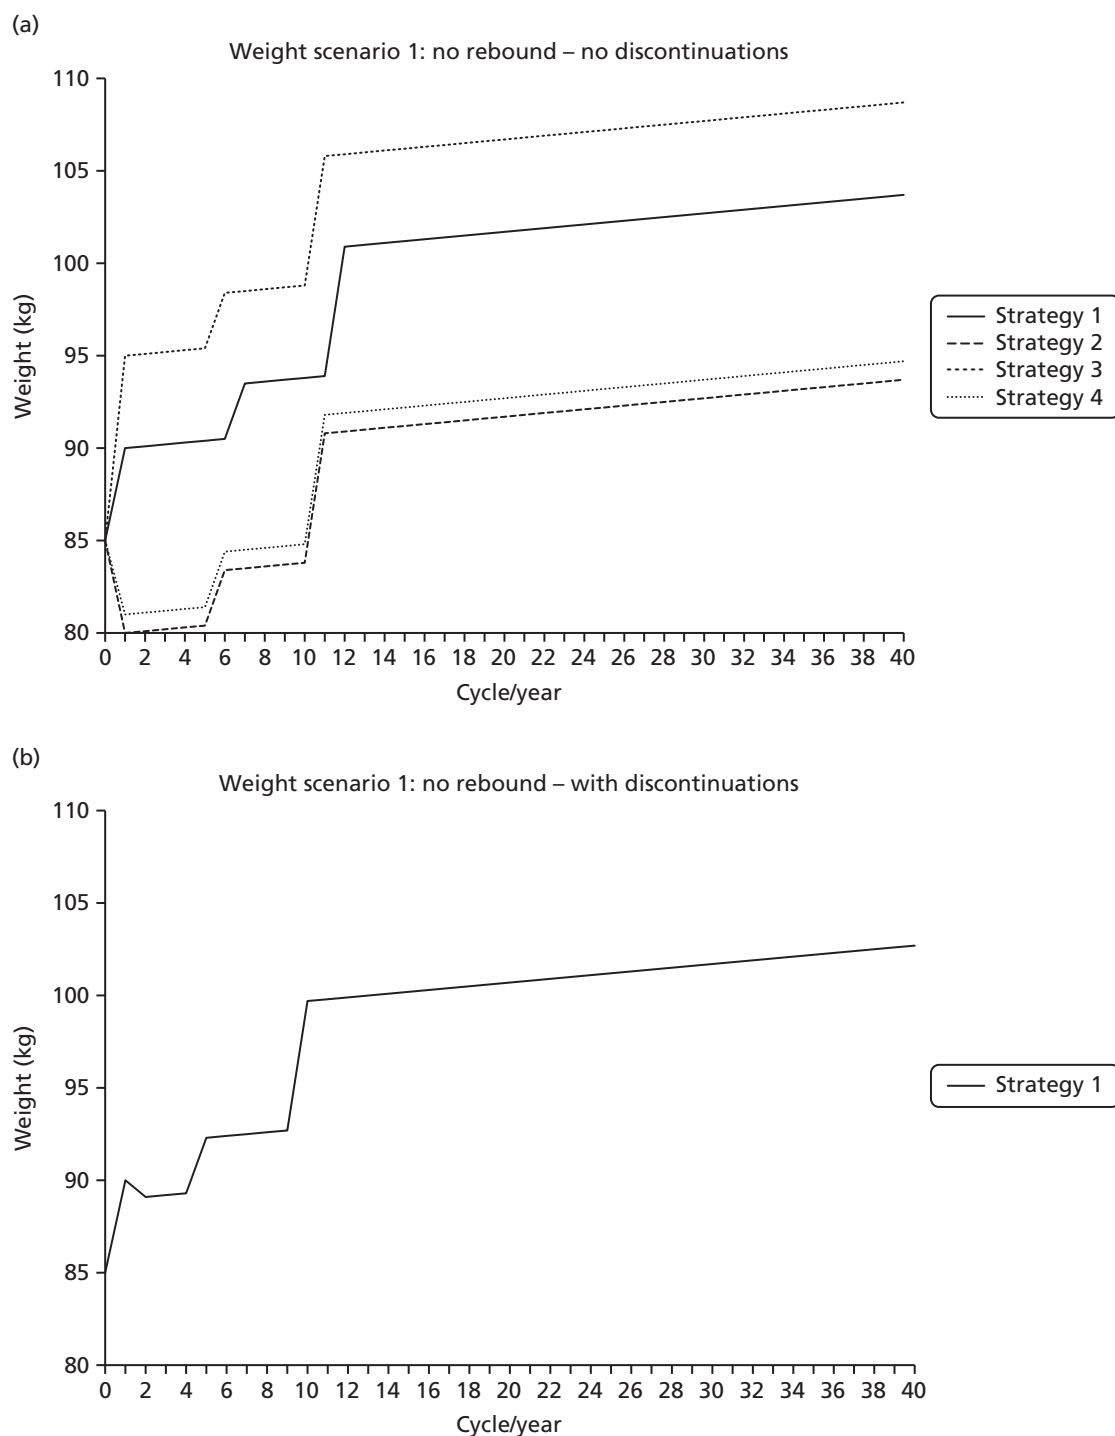 (a)
Weight scenario 1: no rebound – no discontinuations
110
105
100
95
90
85
80
Weight (kg)
0 2 4 6 8 10 12 14 16 18 20 22 24 26 28 30 32 34 36 38 40
Cycle/year
Strategy 1
Strategy 2
Strategy 3
Strategy 4
(b)
Weight scenario 1: no rebound – with discontinuations
110
105
100
95
90
85
80
Weight (kg)
0 2 4 6 8 10 12 14 16 18 20 22 24 26 28 30 32 34 36 38 40
Cycle/year
Strategy 1